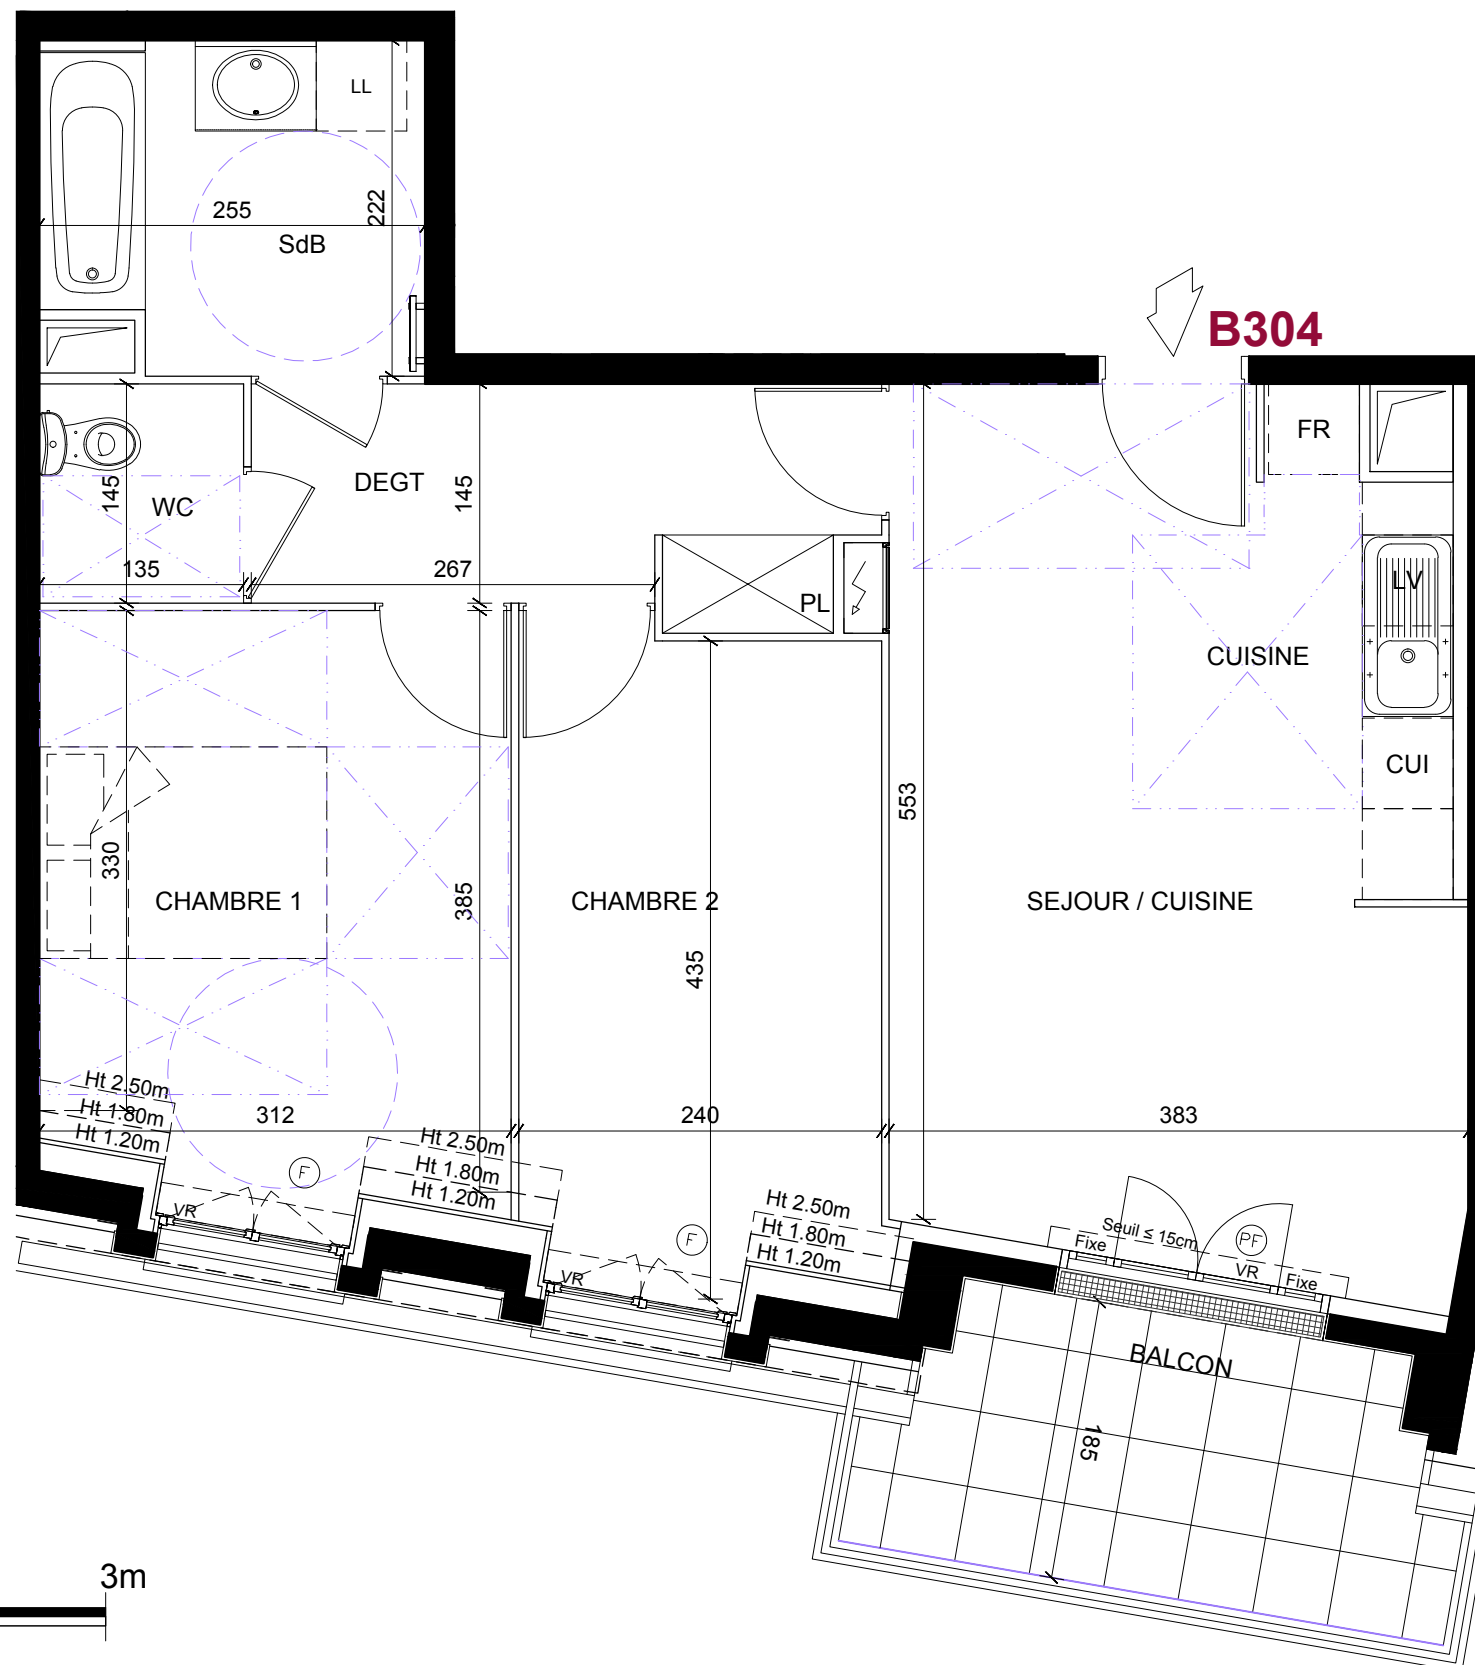 LL
255
222
SdB
B304
FR
DEGT
145
WC
145
LV
135
267
PL
CUISINE
CUI
553
330
CHAMBRE 1
385
CHAMBRE 2
SEJOUR / CUISINE
435
Ht 2.50m
Ht 1.80m
Ht 1.20m
312
240
383
Ht 2.50m
Ht 1.80m
Ht 1.20m
F
VR
Ht 2.50m
Ht 1.80m
Ht 1.20m
F
VR
Seuil ≤ 15cm
Fixe
PF
VR
Fixe
BALCON
185
3m